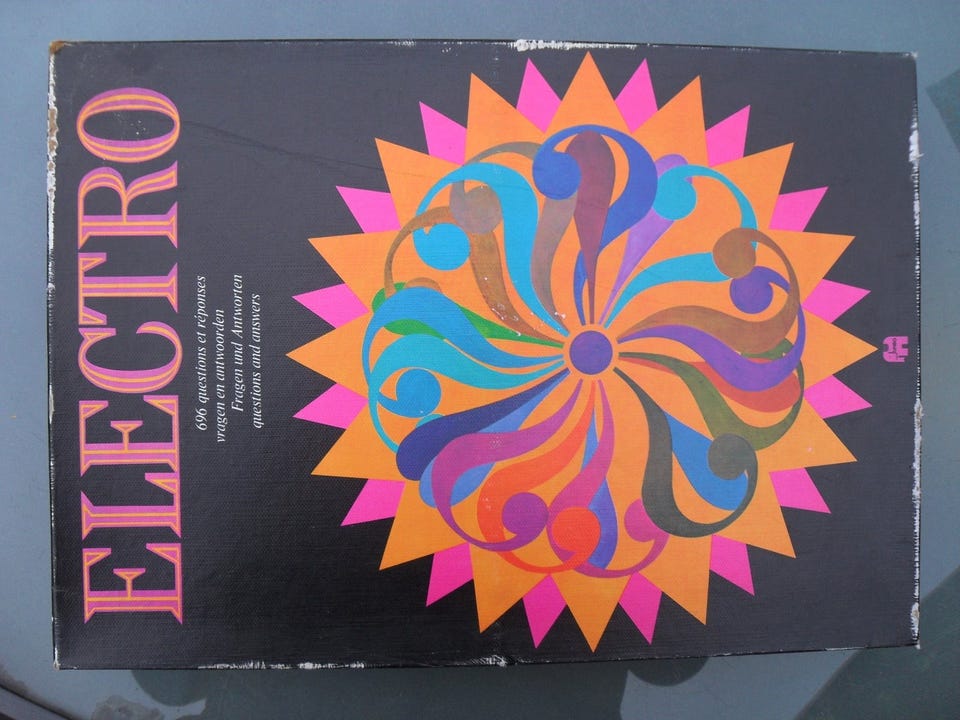 ELECTRO
696 questions et réponses
vragen en antwoorden
Fragen und Antworten
questions and answers